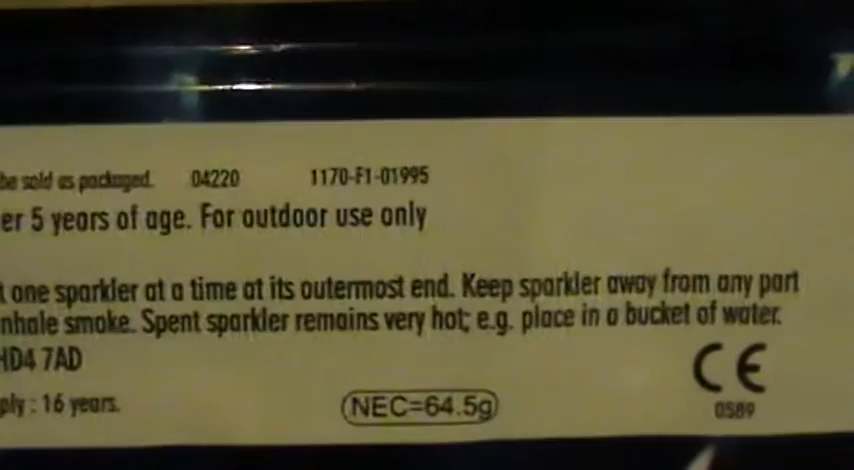 be sold as packaged. 04220 1170-F1-01995
er 5 years of age. For outdoor use only
t one sparkler at a time at its outermost end. Keep sparkler away from any part
nhale smoke. Spent sparkler remains very hot; e.g. place in a bucket of water.
HD4 7AD
ply : 16 years. NEC=64.5g CE
0589